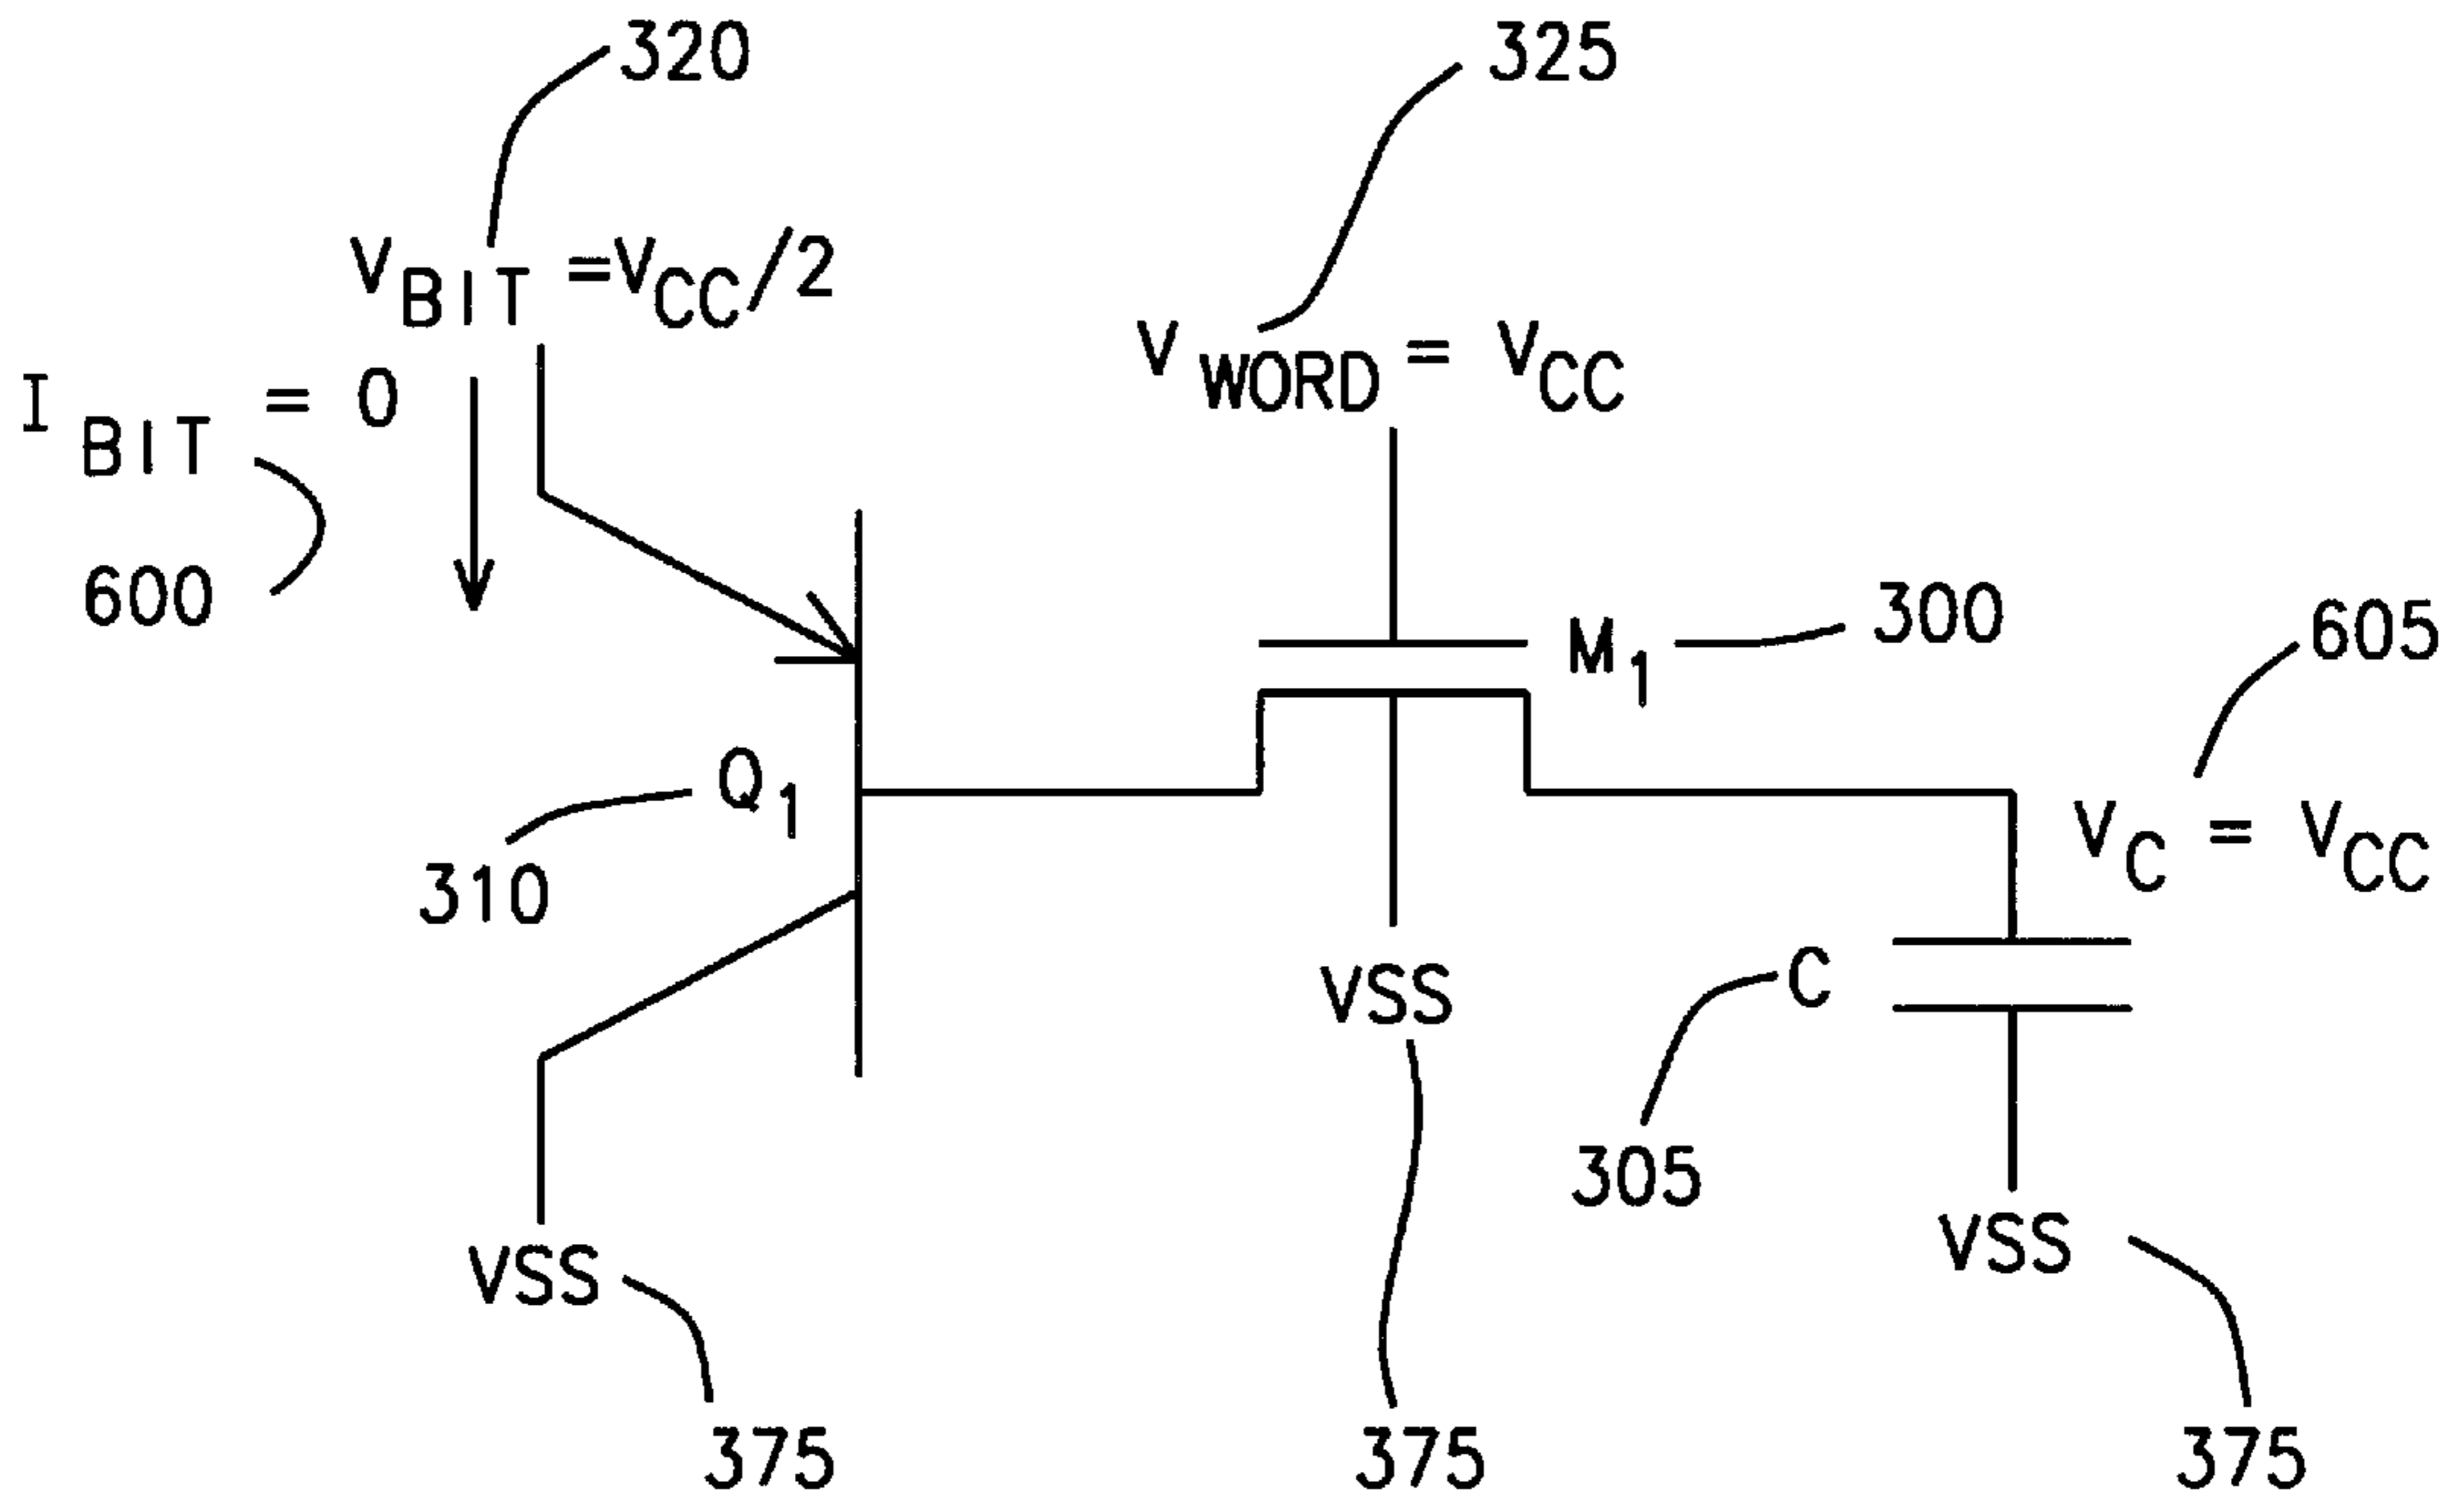 320
325
VBIT =VCC/2
VWORD = VCC
IBIT = 0
600
M1
300
605
Q1
310
VC = VCC
C
VSS
305
VSS
VSS
375
375
375